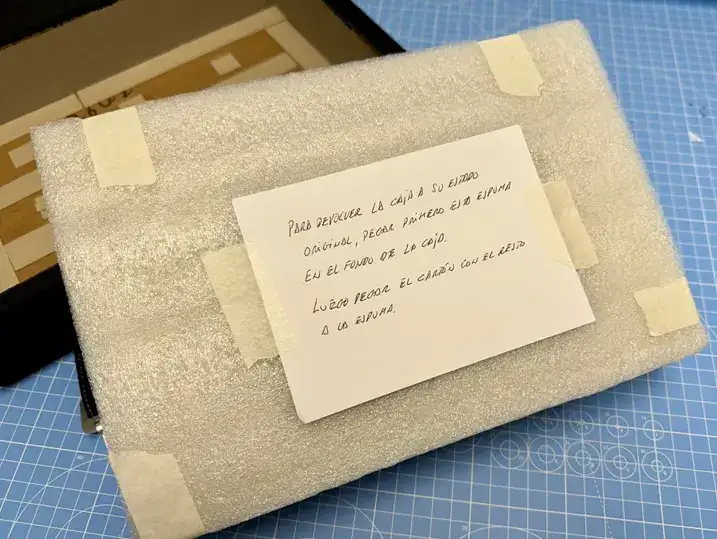 PARA DEVOLVER LA CAJA A SU ESTADO
ORIGINAL, PEGAR PRIMERO ESTA ESPUMA
EN EL FONDO DE LA CAJA.
LUEGO PEGAR EL CARTÓN CON EL RESTO
A LA ESPUMA.